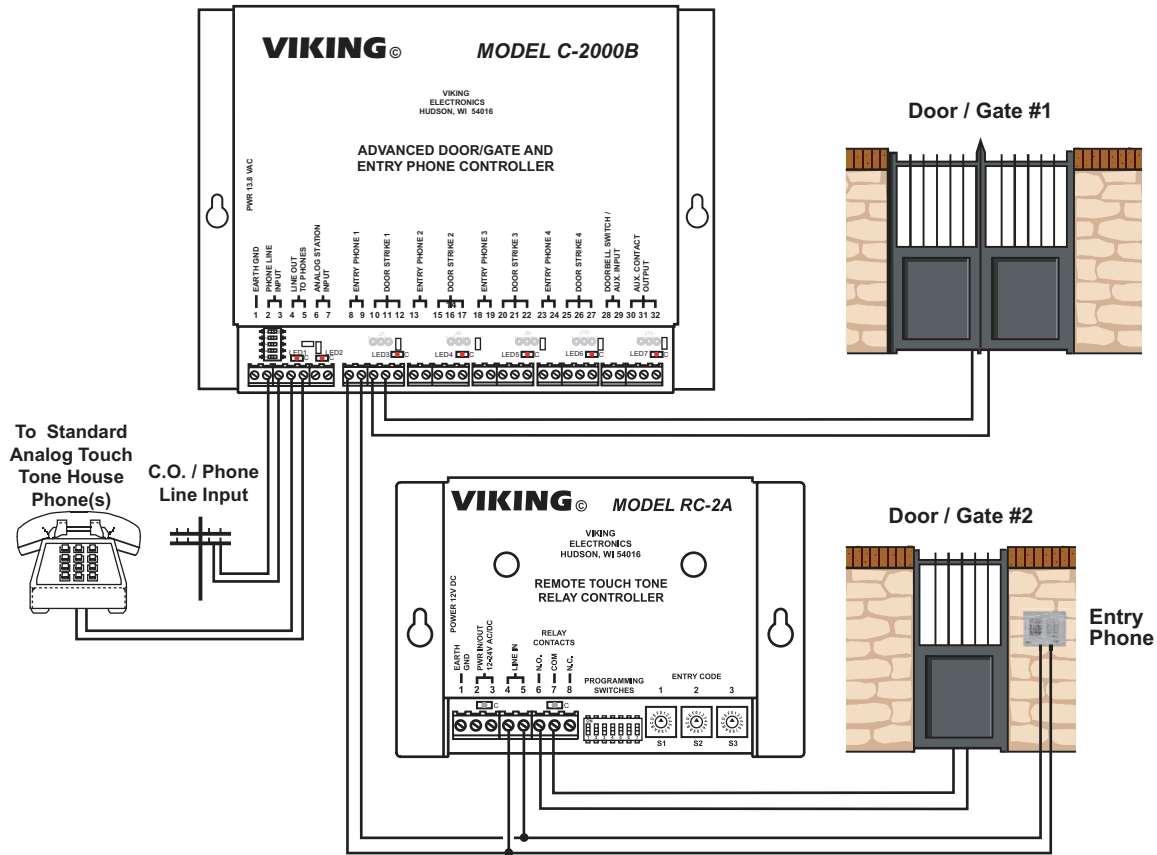 VIKING©
MODEL C-2000B
VIKING
ELECTRONICS
HUDSON, WI 54016
ADVANCED DOOR/GATE AND
ENTRY PHONE CONTROLLER
PWR 13.8 VAC
EARTH GND
PHONE LINE
INPUT
LINE OUT
TO PHONES
ANALOG STATION
INPUT
ENTRY PHONE 1
DOOR STRIKE 1
ENTRY PHONE 2
DOOR STRIKE 2
ENTRY PHONE 3
DOOR STRIKE 3
ENTRY PHONE 4
DOOR STRIKE 4
DOORBELL SWITCH /
AUX. INPUT
AUX. CONTACT
OUTPUT
14
1 2 3 4 5 6 7 8 9 10 11 12 13 15 16 17 18 19 20 21 22 23 24 25 26 27 28 29 30 31 32
LED1 C LED2 C LED3 C LED4 C LED5 C LED6 C LED7 C
Door / Gate #1
To Standard
Analog Touch
Tone House
Phone(s)
C.O. / Phone
Line Input
VIKING©
MODEL RC-2A
VIKING
ELECTRONICS
HUDSON, WI 54016
REMOTE TOUCH TONE
RELAY CONTROLLER
POWER 12V DC
EARTH
GND
PWR IN/OUT
12-24V AC/DC
LINE IN
RELAY
CONTACTS
N.O.
COM
N.C.
1 2 3 4 5 6 7 8
C C
PROGRAMMING
SWITCHES
1 2 3 4 5 6 7
ENTRY CODE
1 2 3
S1 S2 S3
Door / Gate #2
Entry
Phone